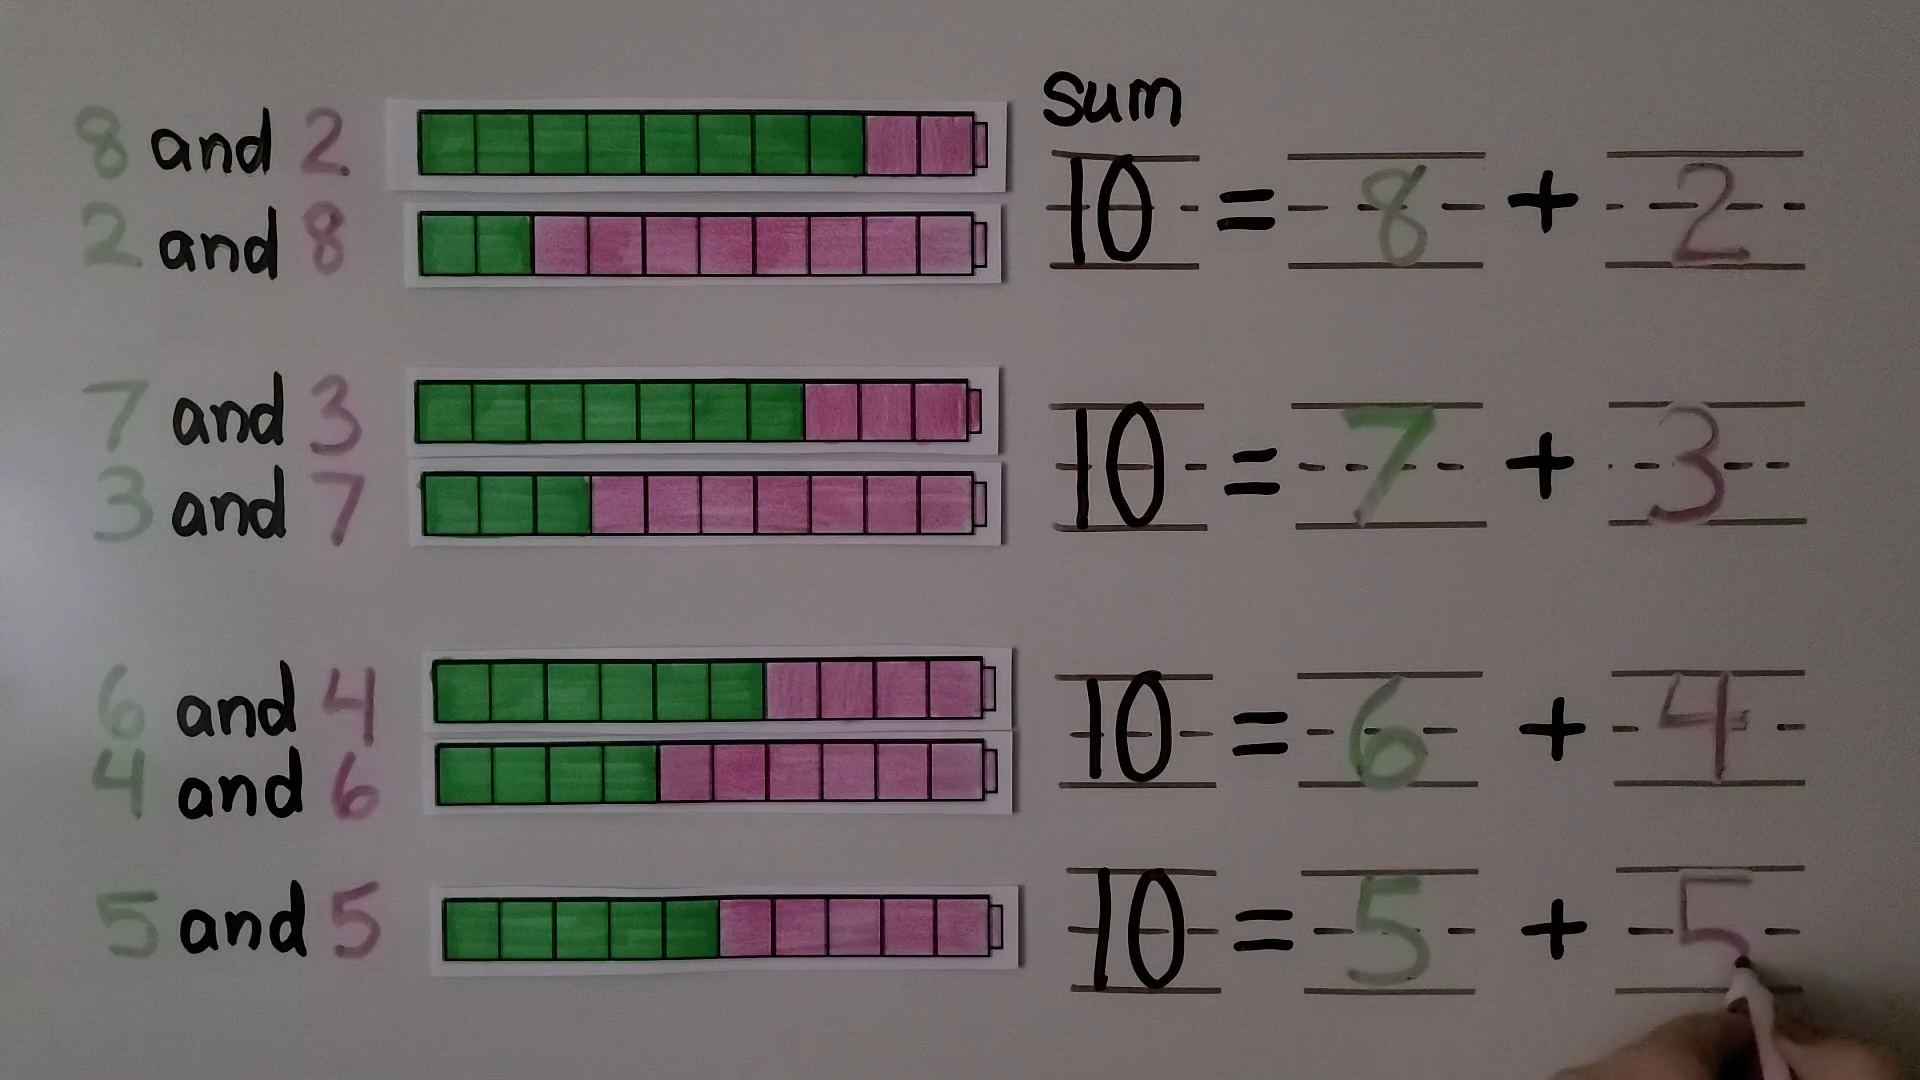 sum
8 and 2
2 and 8
10 = 8 + 2
7 and 3
3 and 7
10 = 7 + 3
6 and 4
4 and 6
10 = 6 + 4
5 and 5
10 = 5 + 5